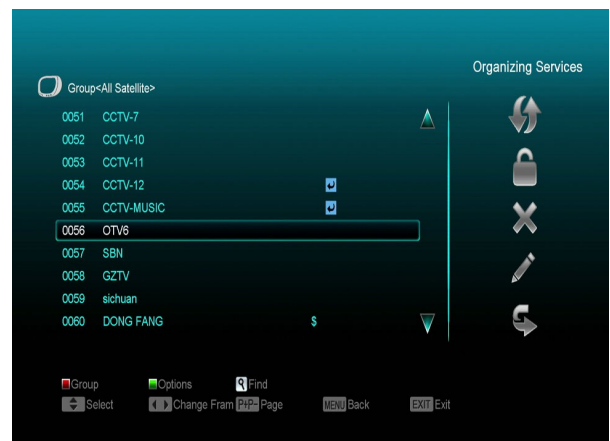 Organizing Services
Group<All Satellite>
0051 CCTV-7
0052 CCTV-10
0053 CCTV-11
0054 CCTV-12
0055 CCTV-MUSIC
0056 OTV6
0057 SBN
0058 GZTV
0059 sichuan
0060 DONG FANG $
Group Options Find
Select Change Fram P+P- Page MENU Back EXIT Exit